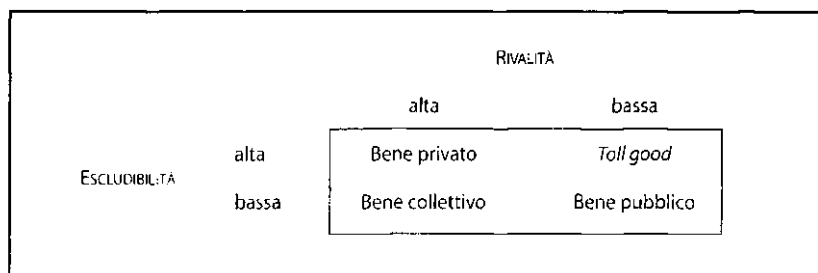 RIVALITÀ
alta bassa
alta Bene privato Toll good
ESCLUDIBILITÀ
bassa Bene collettivo Bene pubblico